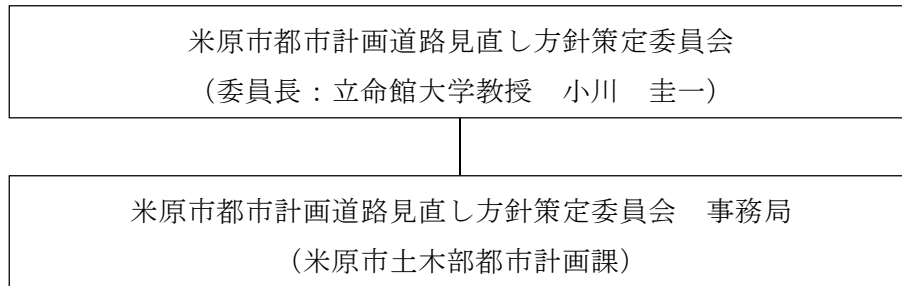 米原市都市計画道路見直し方針策定委員会
（委員長：立命館大学教授　小川　圭一）
米原市都市計画道路見直し方針策定委員会　事務局
（米原市土木部都市計画課）